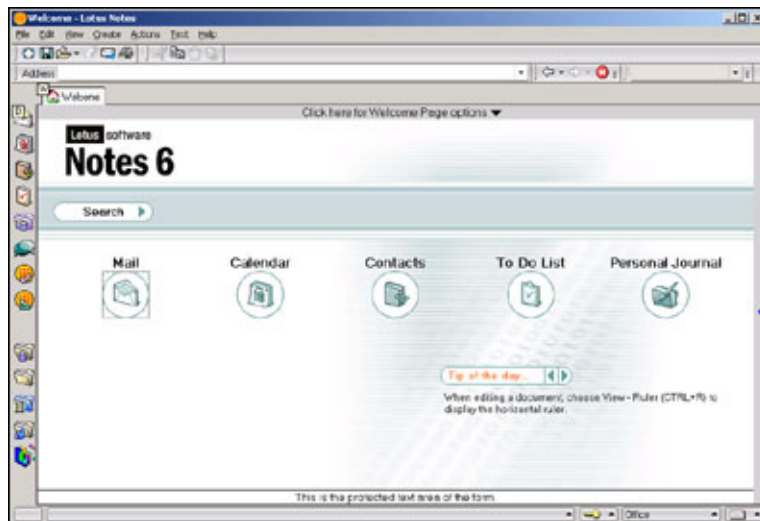 Welcome - Lotus Notes
File Edit View Create Actions Text Help
Address
Welcome
Click here for Welcome Page options
Lotus software
Notes 6
Search
Mail Calendar Contacts To Do List Personal Journal
Tip of the day...
When editing a document, choose View - Ruler (CTRL+R) to
display the horizontal ruler.
This is the protected text area of the form
Office